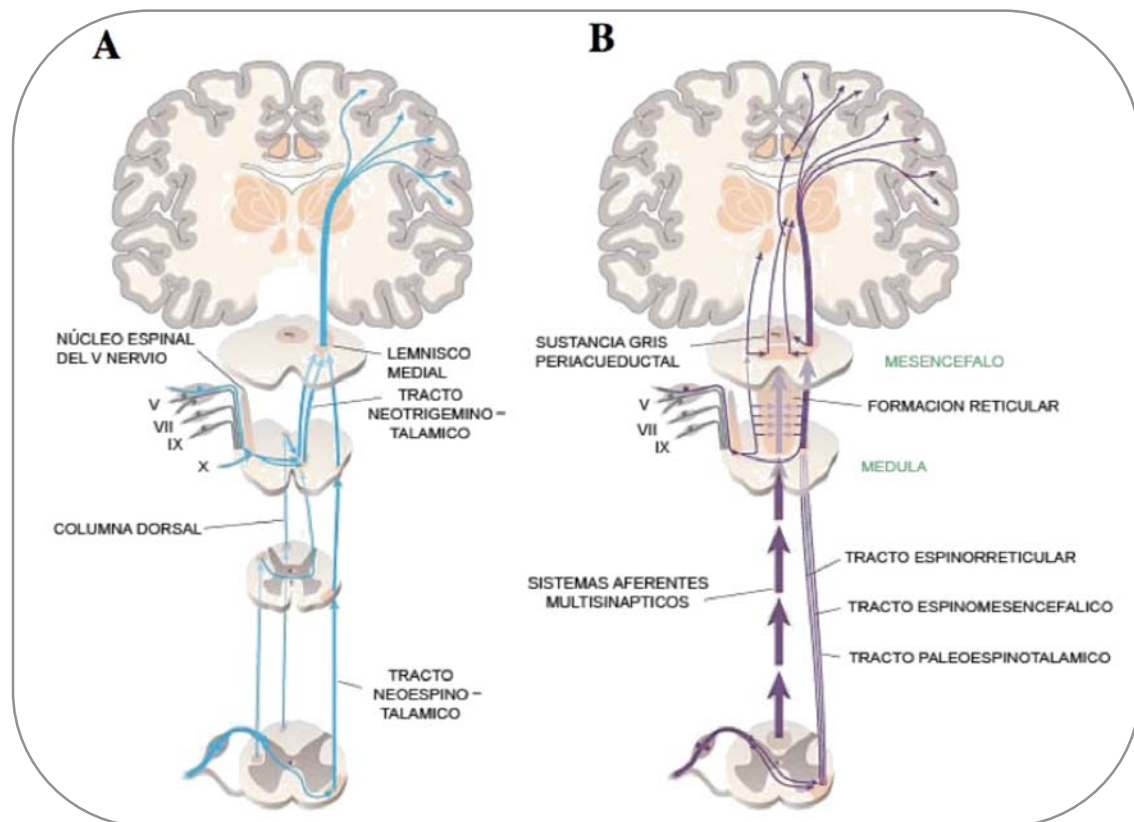 A
NÚCLEO ESPINAL
DEL V NERVIO
LEMNISCO
MEDIAL
TRACTO
NEOTRIGEMINO –
TALAMICO
V
VII
IX
X
COLUMNA DORSAL
TRACTO
NEOESPINO –
TALAMICO
B
SUSTANCIA GRIS
PERIACUEDUCTAL
MESENCEFALO
FORMACION RETICULAR
V
VII
IX
MEDULA
TRACTO ESPINORRETICULAR
SISTEMAS AFERENTES
MULTISINAPTICOS
TRACTO ESPINOMESENCEFALICO
TRACTO PALEOESPINOTALAMICO